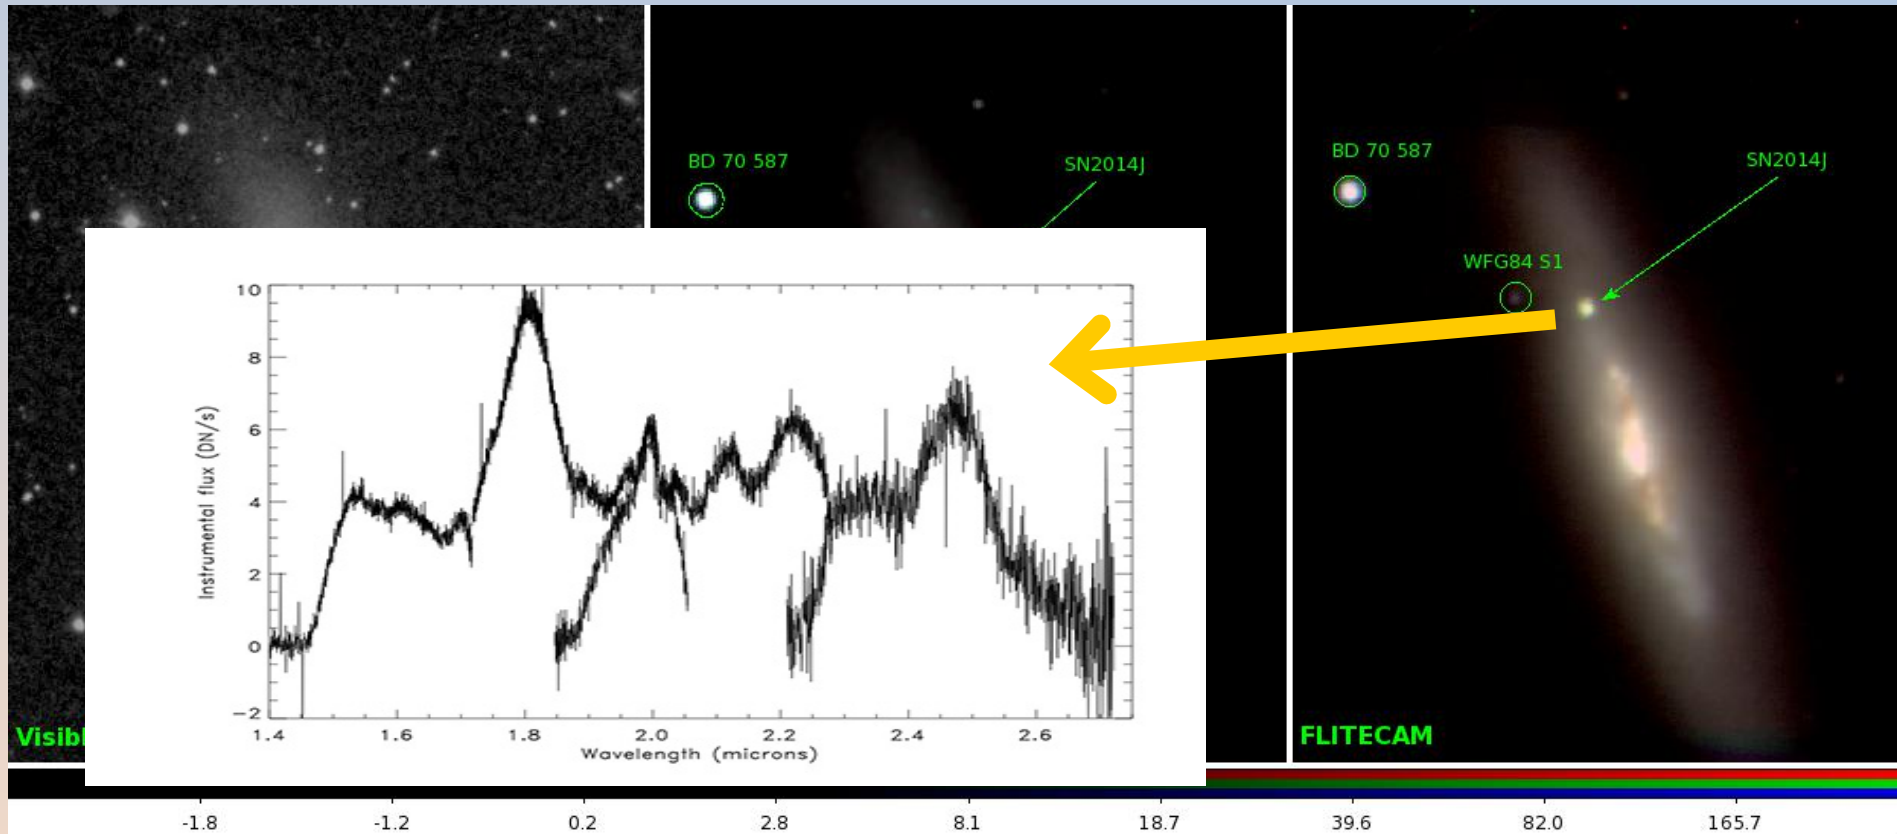 BD 70 587
SN2014J
BD 70 587
SN2014J
WFG84 S1
10
8
6
4
2
0
−2
Instrumental flux (DN/s)
1.4 1.6 1.8 2.0 2.2 2.4 2.6
Wavelength (microns)
Visibl
FLITECAM
-1.8 -1.2 0.2 2.8 8.1 18.7 39.6 82.0 165.7